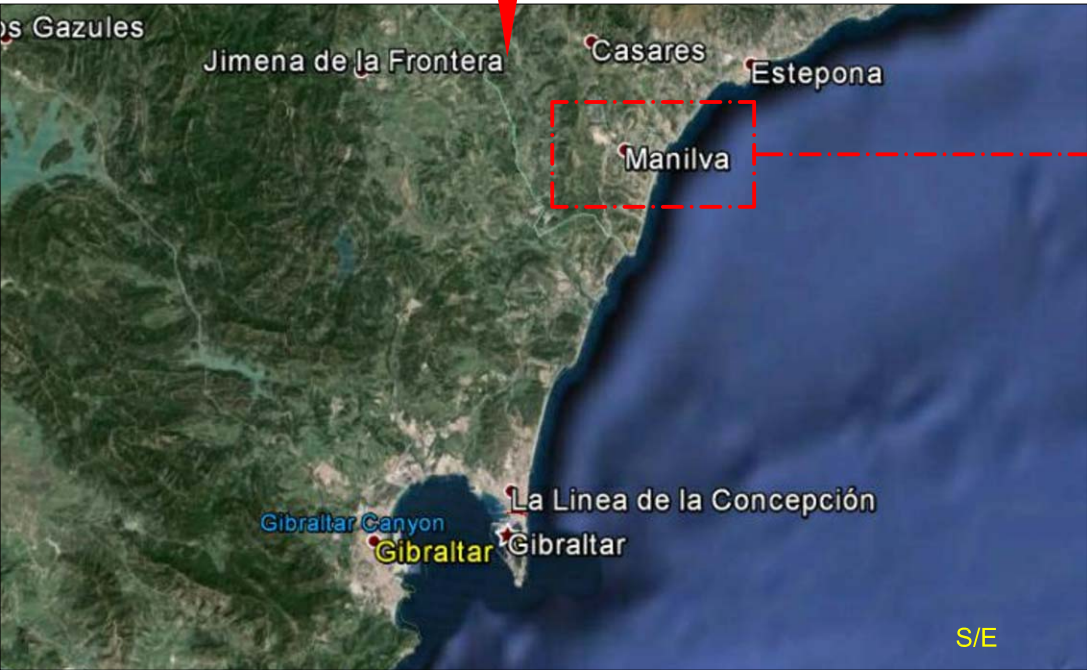 os Gazules
Jimena de la Frontera
Casares
Estepona
Manilva
La Linea de la Concepción
Gibraltar Canyon
Gibraltar
Gibraltar
S/E